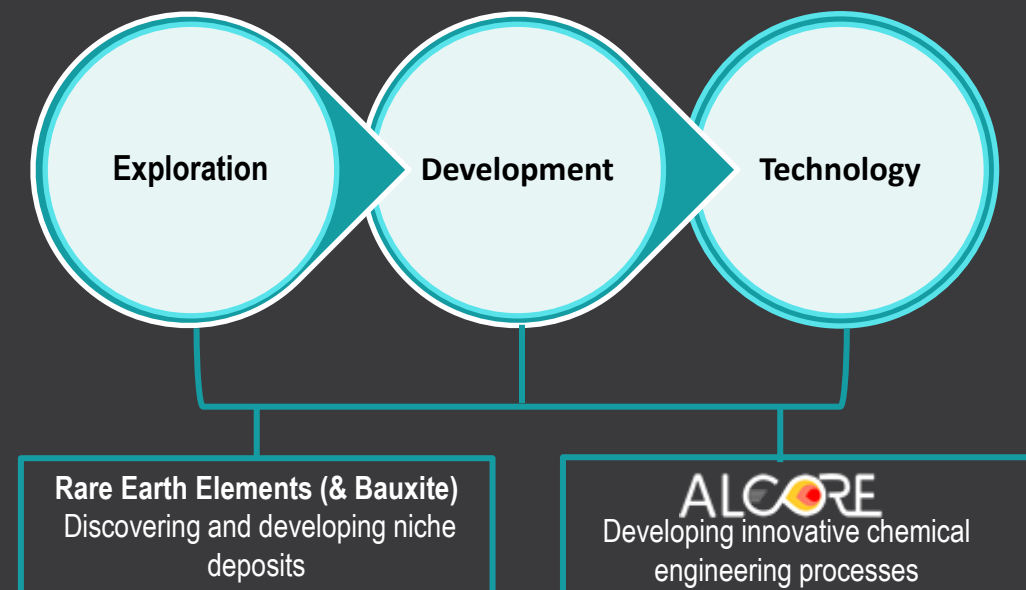 Exploration
Development
Technology
Rare Earth Elements (& Bauxite)
Discovering and developing niche
deposits
ALCORE
Developing innovative chemical
engineering processes